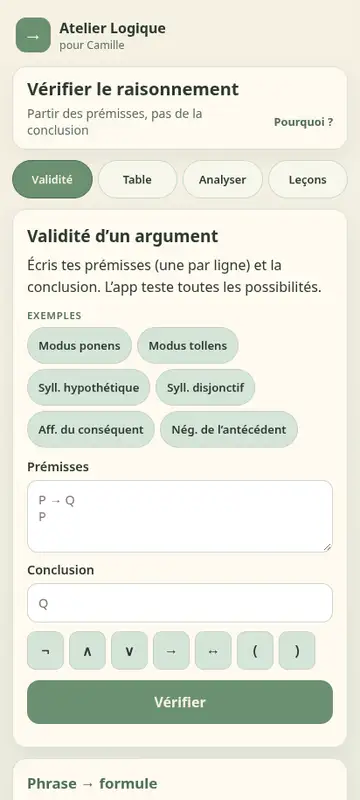 →
Atelier Logique
pour Camille
Vérifier le raisonnement
Partir des prémisses, pas de la
conclusion
Pourquoi ?
Validité
Table
Analyser
Leçons
Validité d’un argument
Écris tes prémisses (une par ligne) et la
conclusion. L’app teste toutes les possibilités.
EXEMPLES
Modus ponens
Modus tollens
Syll. hypothétique
Syll. disjonctif
Aff. du conséquent
Nég. de l’antécédent
Prémisses
P → Q
P
Conclusion
Q
¬ ∧ ∨ → ↔ ( )
Vérifier
Phrase → formule